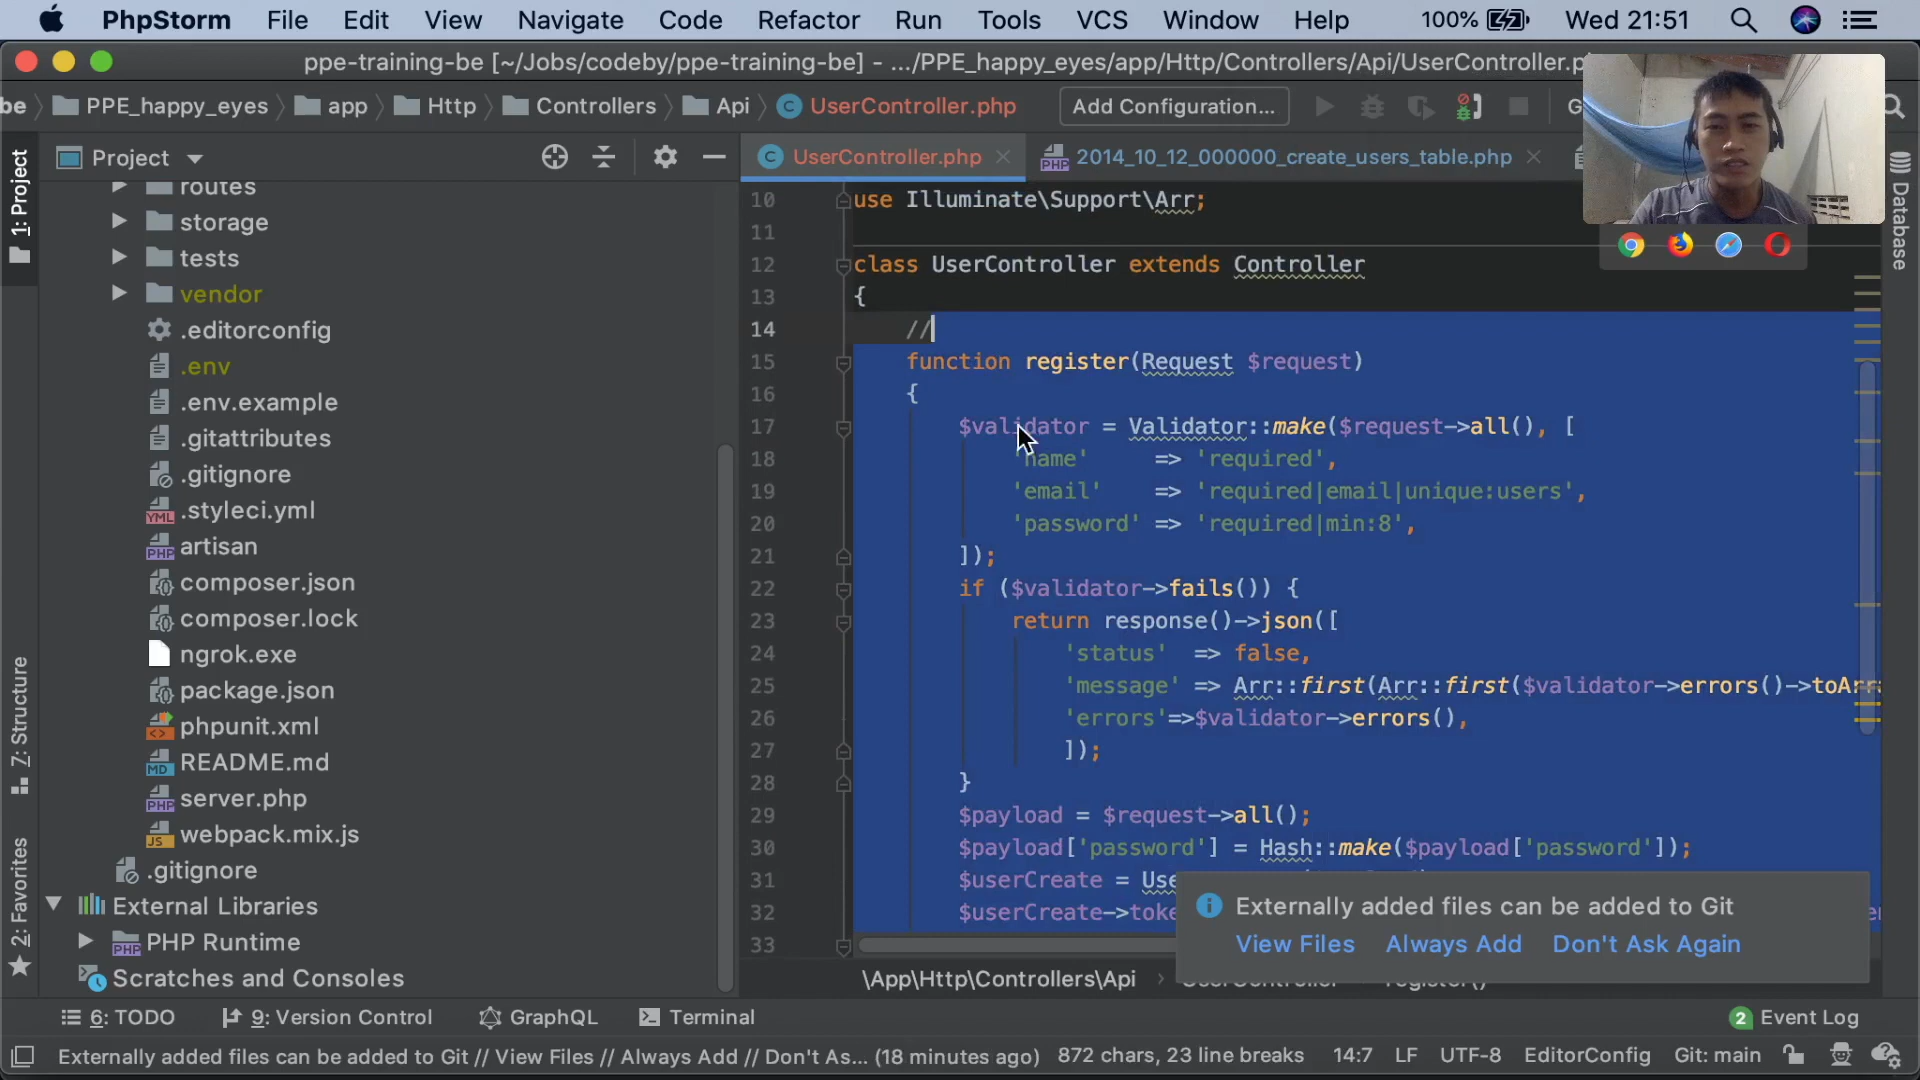 PhpStorm File Edit View Navigate Code Refactor Run Tools VCS Window Help 100% Wed 21:51
ppe-training-be [~/Jobs/codeby/ppe-training-be] - .../PPE_happy_eyes/app/Http/Controllers/Api/UserController.p
be PPE_happy_eyes app Http Controllers Api UserController.php Add Configuration...
1: Project
Project
routes
storage
tests
vendor
.editorconfig
.env
.env.example
.gitattributes
.gitignore
.styleci.yml
artisan
composer.json
composer.lock
ngrok.exe
package.json
phpunit.xml
README.md
server.php
webpack.mix.js
.gitignore
External Libraries
PHP Runtime
Scratches and Consoles
7: Structure
2: Favorites
UserController.php 2014_10_12_000000_create_users_table.php
Database
10 use Illuminate\Support\Arr;
11
12 class UserController extends Controller
13 {
14 //
15 function register(Request $request)
16 {
17 $validator = Validator::make($request->all(), [
18 'name' => 'required',
19 'email' => 'required|email|unique:users',
20 'password' => 'required|min:8',
21 ]);
22 if ($validator->fails()) {
23 return response()->json([
24 'status' => false,
25 'message' => Arr::first(Arr::first($validator->errors()->toArr
26 'errors'=>$validator->errors(),
27 ]);
28 }
29 $payload = $request->all();
30 $payload['password'] = Hash::make($payload['password']);
31 $userCreate = Use
32 $userCreate->toke
33
Externally added files can be added to Git
View Files Always Add Don't Ask Again
\App\Http\Controllers\Api
6: TODO 9: Version Control GraphQL Terminal 2 Event Log
Externally added files can be added to Git // View Files // Always Add // Don't As... (18 minutes ago) 872 chars, 23 line breaks 14:7 LF UTF-8 EditorConfig Git: main